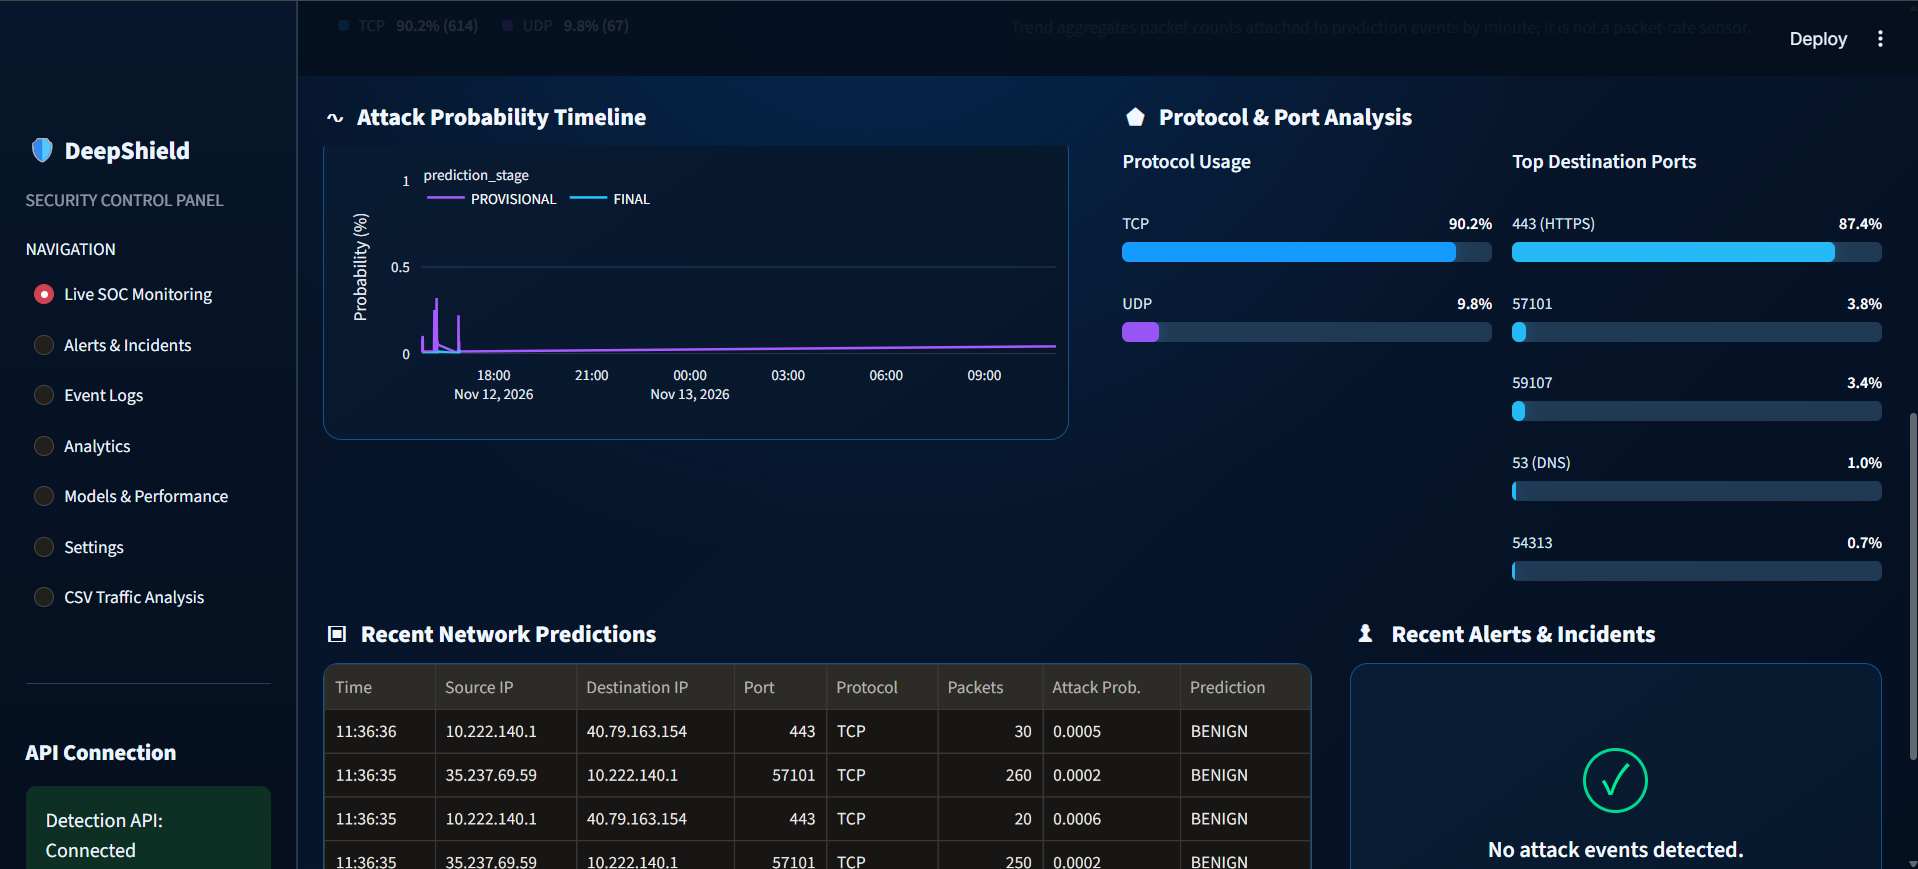 TCP 90.2% (614) UDP 9.8% (67)
Trend aggregates packet counts attached to prediction events by minute; it is not a packet-rate sensor.
Deploy
DeepShield
SECURITY CONTROL PANEL
NAVIGATION
Live SOC Monitoring
Alerts & Incidents
Event Logs
Analytics
Models & Performance
Settings
CSV Traffic Analysis
API Connection
Detection API:
Connected
Attack Probability Timeline
prediction_stage
PROVISIONAL FINAL
Probability (%)
1
0.5
0
18:00 21:00 00:00 03:00 06:00 09:00
Nov 12, 2026 Nov 13, 2026
Protocol & Port Analysis
Protocol Usage
TCP 90.2%
UDP 9.8%
Top Destination Ports
443 (HTTPS) 87.4%
57101 3.8%
59107 3.4%
53 (DNS) 1.0%
54313 0.7%
Recent Network Predictions
Time Source IP Destination IP Port Protocol Packets Attack Prob. Prediction
11:36:36 10.222.140.1 40.79.163.154 443 TCP 30 0.0005 BENIGN
11:36:35 35.237.69.59 10.222.140.1 57101 TCP 260 0.0002 BENIGN
11:36:35 10.222.140.1 40.79.163.154 443 TCP 20 0.0006 BENIGN
11:36:35 35.237.69.59 10.222.140.1 57101 TCP 250 0.0002 BENIGN
Recent Alerts & Incidents
No attack events detected.